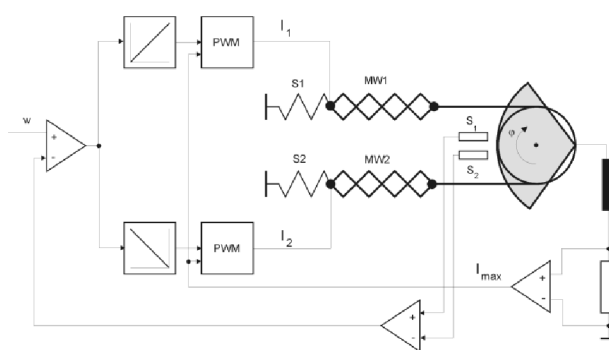 I1
PWM
S1
MW1
w
+
-
S1
S2
φ
S2
MW2
PWM
I2
Imax
+
-
+
-